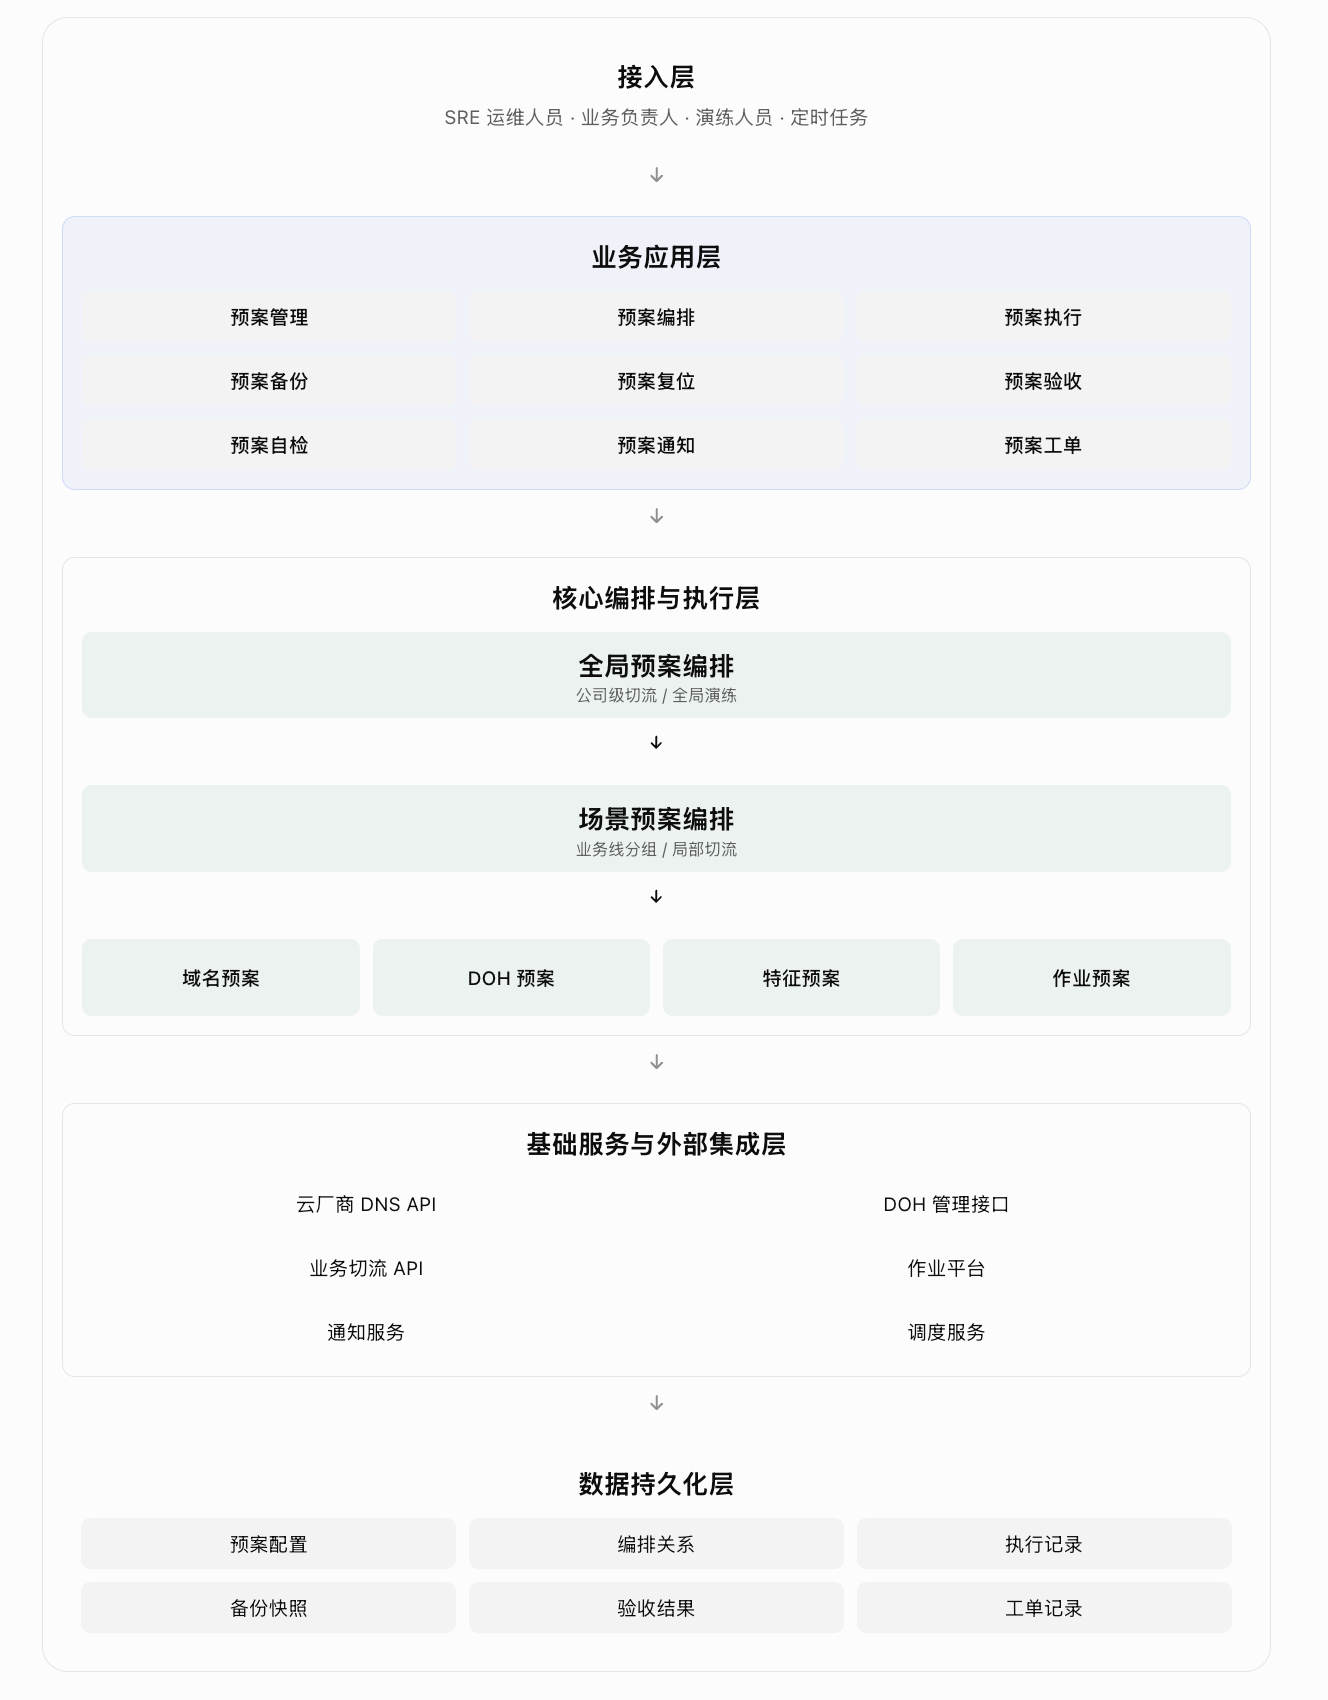 接入层
SRE 运维人员 · 业务负责人 · 演练人员 · 定时任务
↓
业务应用层
预案管理 预案编排 预案执行
预案备份 预案复位 预案验收
预案自检 预案通知 预案工单
↓
核心编排与执行层
全局预案编排
公司级切流 / 全局演练
↓
场景预案编排
业务线分组 / 局部切流
↓
域名预案 DOH 预案 特征预案 作业预案
↓
基础服务与外部集成层
云厂商 DNS API DOH 管理接口
业务切流 API 作业平台
通知服务 调度服务
↓
数据持久化层
预案配置 编排关系 执行记录
备份快照 验收结果 工单记录